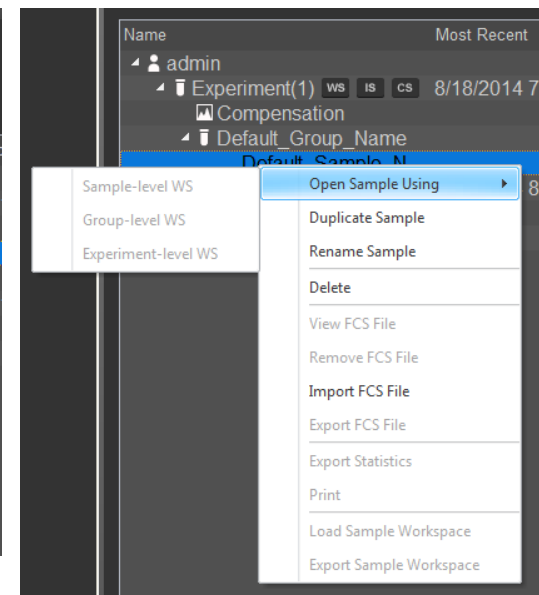 Name Most Recent
admin
Experiment(1) WS IS CS 8/18/2014 7
Compensation
Default_Group_Name
Default_Sample_N
Open Sample Using
Sample-level WS
Group-level WS
Experiment-level WS
8
Duplicate Sample
Rename Sample
Delete
View FCS File
Remove FCS File
Import FCS File
Export FCS File
Export Statistics
Print
Load Sample Workspace
Export Sample Workspace